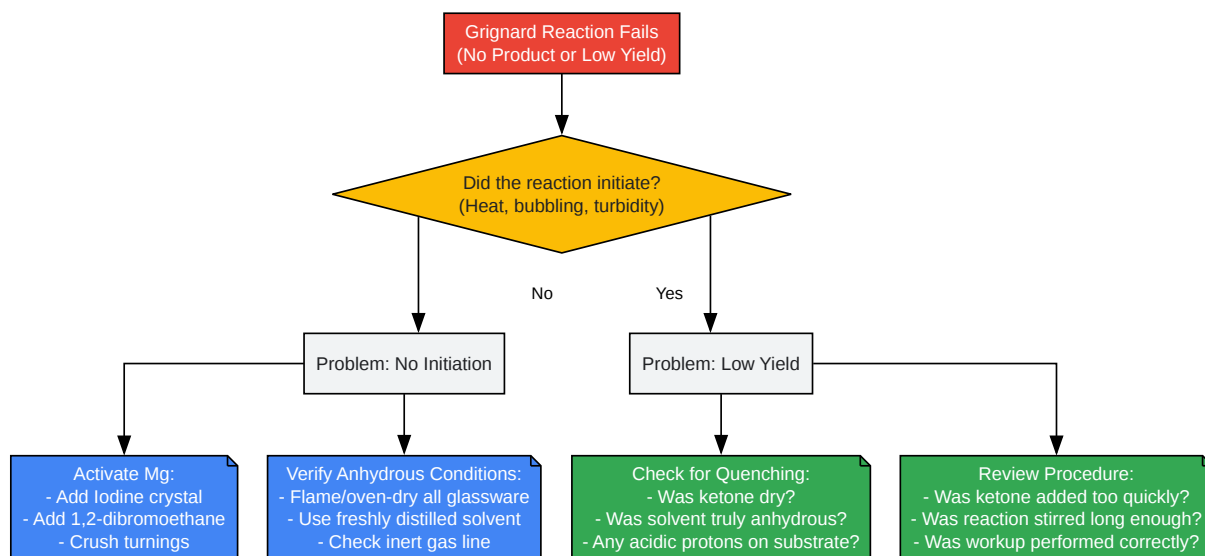 Grignard Reaction Fails
(No Product or Low Yield)
Did the reaction initiate?
(Heat, bubbling, turbidity)
No
Yes
Problem: No Initiation
Problem: Low Yield
Activate Mg:
- Add Iodine crystal
- Add 1,2-dibromoethane
- Crush turnings
Verify Anhydrous Conditions:
- Flame/oven-dry all glassware
- Use freshly distilled solvent
- Check inert gas line
Check for Quenching:
- Was ketone dry?
- Was solvent truly anhydrous?
- Any acidic protons on substrate?
Review Procedure:
- Was ketone added too quickly?
- Was reaction stirred long enough?
- Was workup performed correctly?